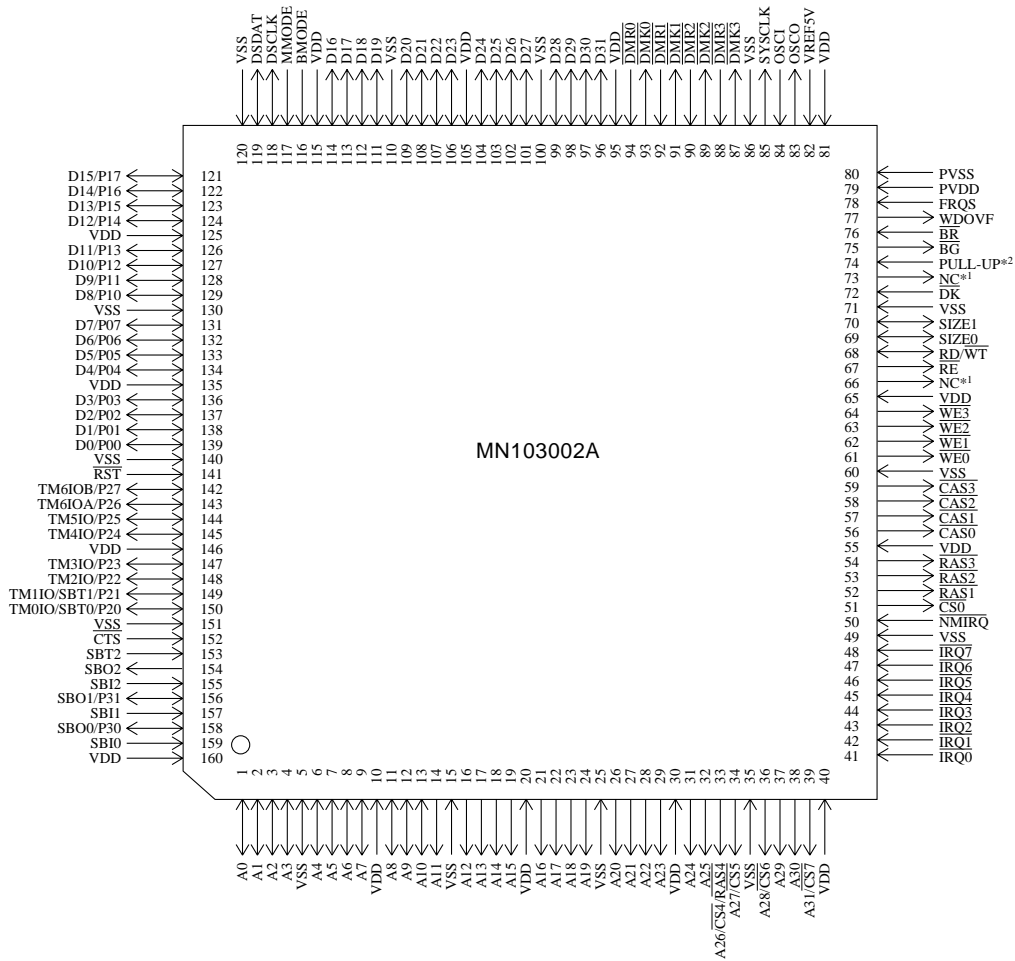 VSS
DSDAT
DSCLK
MMODE
BMODE
VDD
D16
D17
D18
D19
VSS
D20
D21
D22
D23
VDD
D24
D25
D26
D27
VSS
D28
D29
D30
D31
VDD
DMR0
DMK0
DMR1
DMK1
DMR2
DMK2
DMR3
DMK3
VSS
SYSCLK
OSCI
OSCO
VREF5V
VDD
120
119
118
117
116
115
114
113
112
111
110
109
108
107
106
105
104
103
102
101
100
99
98
97
96
95
94
93
92
91
90
89
88
87
86
85
84
83
82
81
D15/P17 121
D14/P16 122
D13/P15 123
D12/P14 124
VDD 125
D11/P13 126
D10/P12 127
D9/P11 128
D8/P10 129
VSS 130
D7/P07 131
D6/P06 132
D5/P05 133
D4/P04 134
VDD 135
D3/P03 136
D2/P02 137
D1/P01 138
D0/P00 139
VSS 140
RST 141
TM6IOB/P27 142
TM6IOA/P26 143
TM5IO/P25 144
TM4IO/P24 145
VDD 146
TM3IO/P23 147
TM2IO/P22 148
TM1IO/SBT1/P21 149
TM0IO/SBT0/P20 150
VSS 151
CTS 152
SBT2 153
SBO2 154
SBI2 155
SBO1/P31 156
SBI1 157
SBO0/P30 158
SBI0 159
VDD 160
MN103002A
80 PVSS
79 PVDD
78 FRQS
77 WDOVF
76 BR
75 BG
74 PULL-UP*2
73 NC*1
72 DK
71 VSS
70 SIZE1
69 SIZE0
68 RD/WT
67 RE
66 NC*1
65 VDD
64 WE3
63 WE2
62 WE1
61 WE0
60 VSS
59 CAS3
58 CAS2
57 CAS1
56 CAS0
55 VDD
54 RAS3
53 RAS2
52 RAS1
51 CS0
50 NMIRQ
49 VSS
48 IRQ7
47 IRQ6
46 IRQ5
45 IRQ4
44 IRQ3
43 IRQ2
42 IRQ1
41 IRQ0
1
2
3
4
5
6
7
8
9
10
11
12
13
14
15
16
17
18
19
20
21
22
23
24
25
26
27
28
29
30
31
32
33
34
35
36
37
38
39
40
A0
A1
A2
A3
VSS
A4
A5
A6
A7
VDD
A8
A9
A10
A11
VSS
A12
A13
A14
A15
VDD
A16
A17
A18
A19
VSS
A20
A21
A22
A23
VDD
A24
A25
A26/CS4/RAS4
A27/CS5
VSS
A28/CS6
A29
A30
A31/CS7
VDD